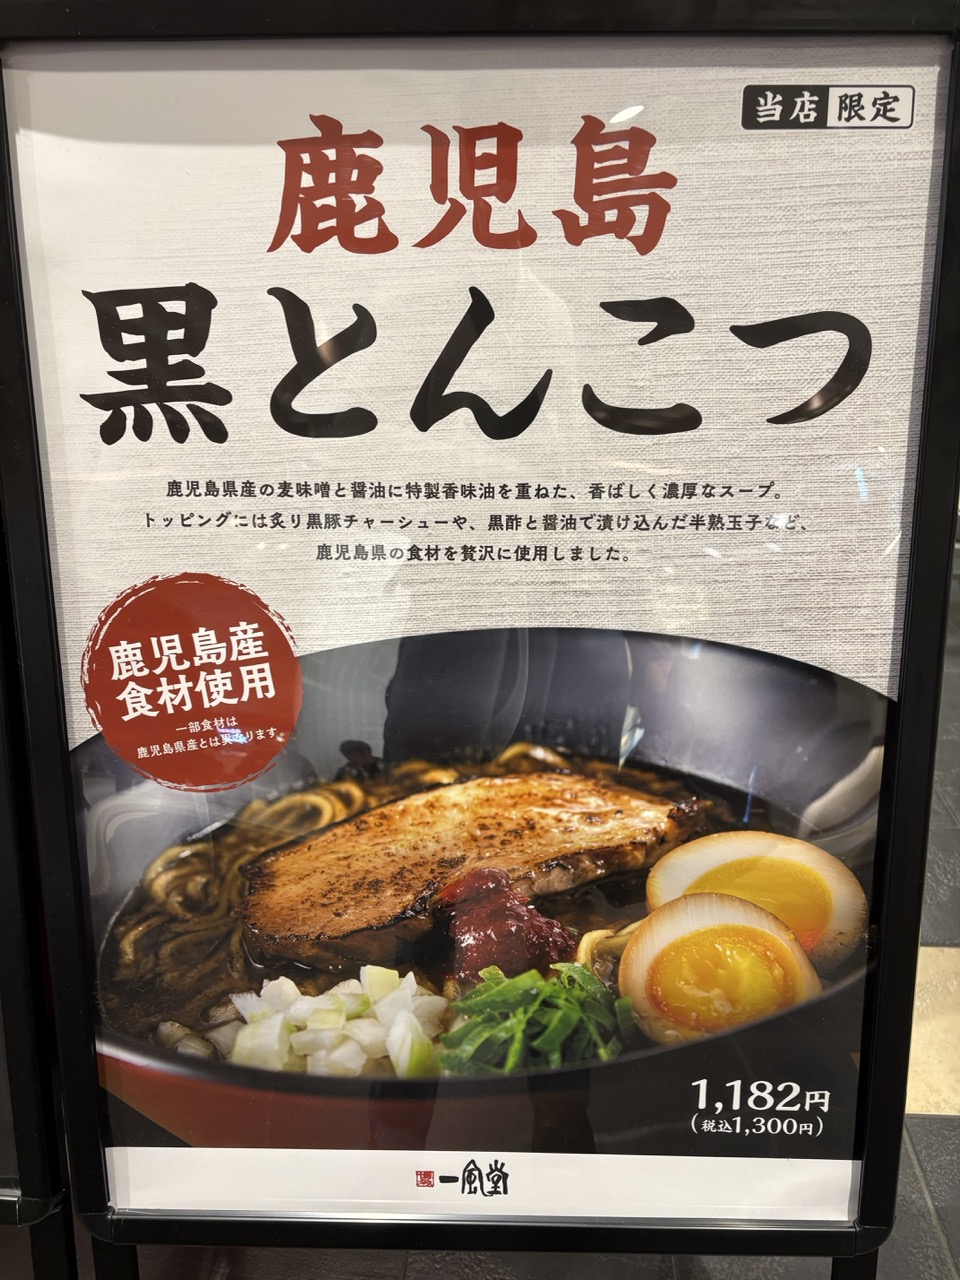 当店限定
鹿児島
黒とんこつ
鹿児島県産の麦味噌と醤油に特製香味油を重ねた、香ばしく濃厚なスープ。
トッピングには炙り黒豚チャーシューや、黒酢と醤油で漬け込んだ半熟玉子など、
鹿児島県の食材を贅沢に使用しました。
鹿児島産
食材使用
一部食材は
鹿児島県産とは異なります。
1,182円
(税込1,300円)
一風堂